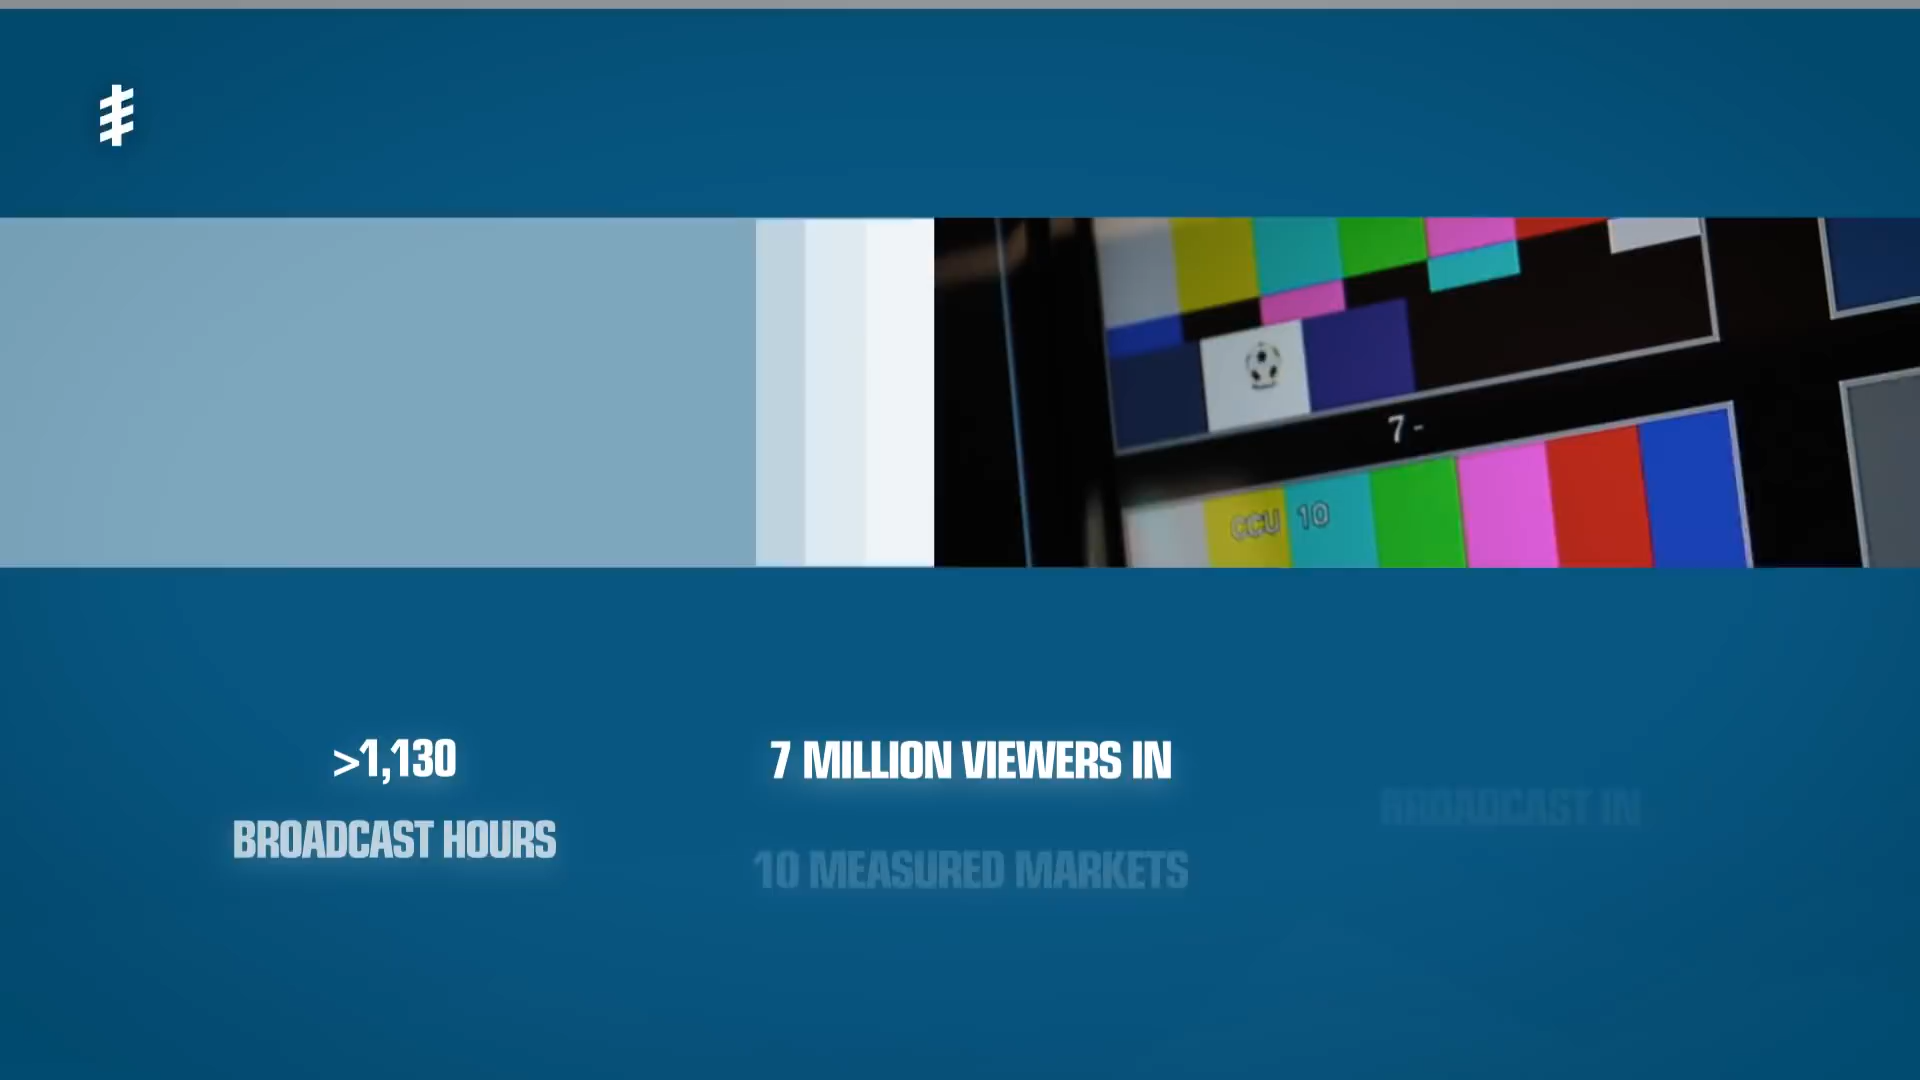 7 -
CCU 10
>1,130
BROADCAST HOURS
7 MILLION VIEWERS IN
10 MEASURED MARKETS
BROADCAST IN